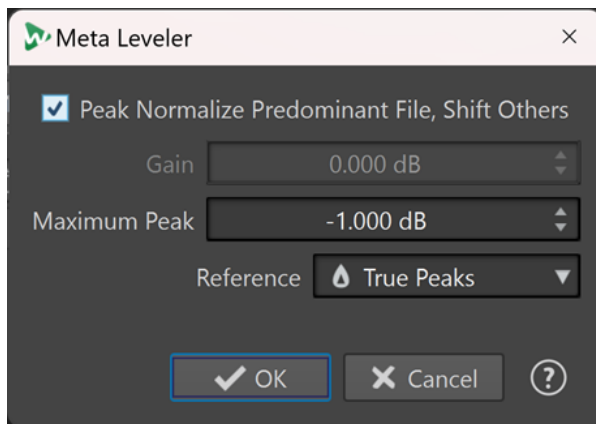 Meta Leveler
Peak Normalize Predominant File, Shift Others
Gain 0.000 dB
Maximum Peak -1.000 dB
Reference True Peaks
OK Cancel ?